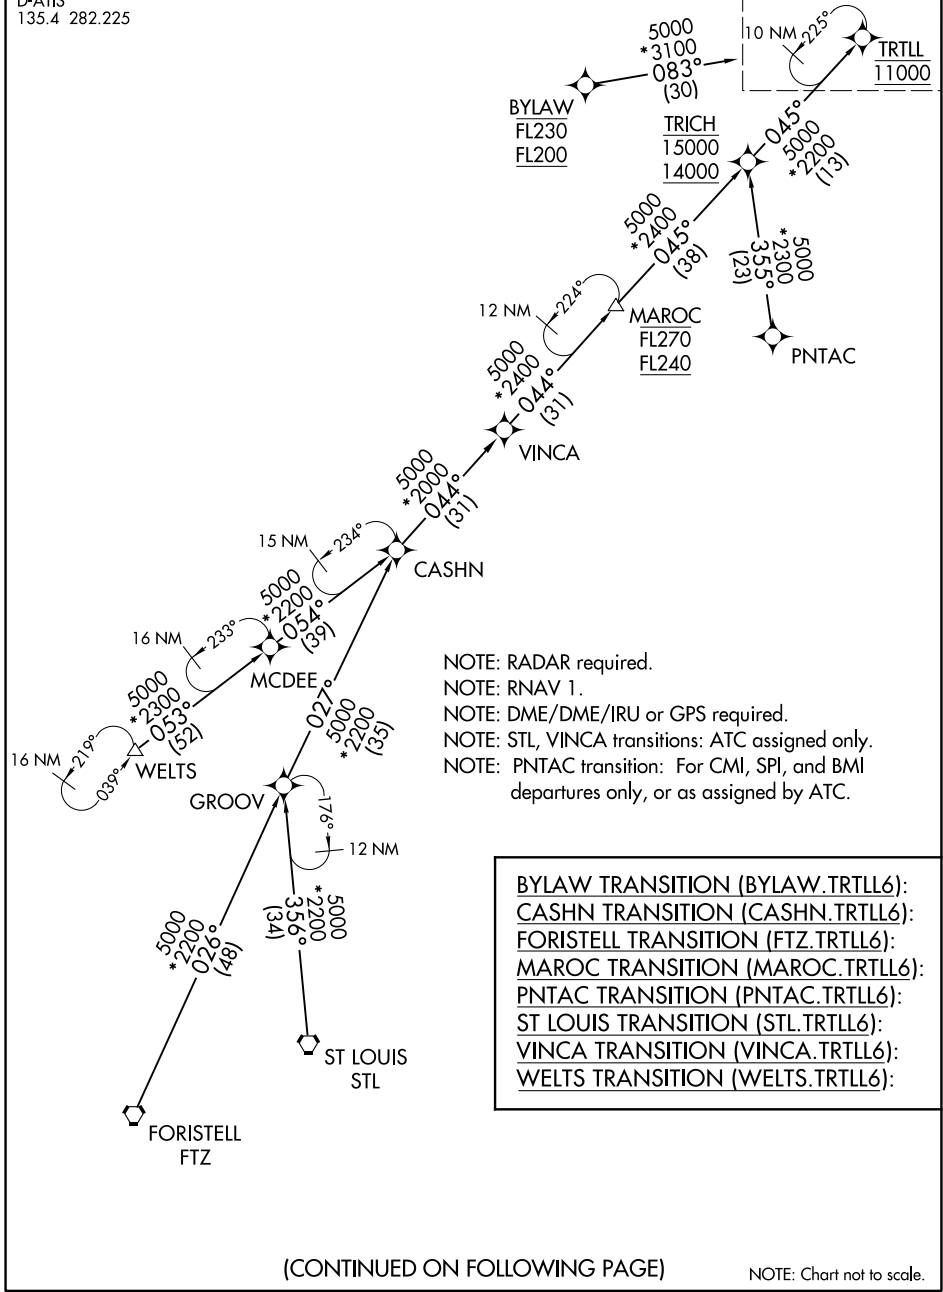 135.4 282.225
5000
*3100
083°
(30)
BYLAW
FL230
FL200
10 NM
225°
TRTLL
11000
TRICH
15000
14000
045°
5000
*2200
(13)
5000
*2400
045°
(38)
5000
*2300
355°
(23)
PNTAC
12 NM
224°
MAROC
FL270
FL240
5000
*2400
044°
(31)
VINCA
5000
*2000
044°
(31)
15 NM
234°
CASHN
5000
*2200
054°
(39)
16 NM
233°
MCDEE
5000
*2300
053°
(52)
16 NM
219°
039°
WELTS
027°
5000
*2200
(35)
NOTE: RADAR required.
NOTE: RNAV 1.
NOTE: DME/DME/IRU or GPS required.
NOTE: STL, VINCA transitions: ATC assigned only.
NOTE: PNTAC transition: For CMI, SPI, and BMI
departures only, or as assigned by ATC.
GROOV
176°
12 NM
5000
*2200
356°
(34)
5000
*2200
026°
(48)
ST LOUIS
STL
FORISTELL
FTZ
BYLAW TRANSITION (BYLAW.TRTLL6):
CASHN TRANSITION (CASHN.TRTLL6):
FORISTELL TRANSITION (FTZ.TRTLL6):
MAROC TRANSITION (MAROC.TRTLL6):
PNTAC TRANSITION (PNTAC.TRTLL6):
ST LOUIS TRANSITION (STL.TRTLL6):
VINCA TRANSITION (VINCA.TRTLL6):
WELTS TRANSITION (WELTS.TRTLL6):
(CONTINUED ON FOLLOWING PAGE)
NOTE: Chart not to scale.